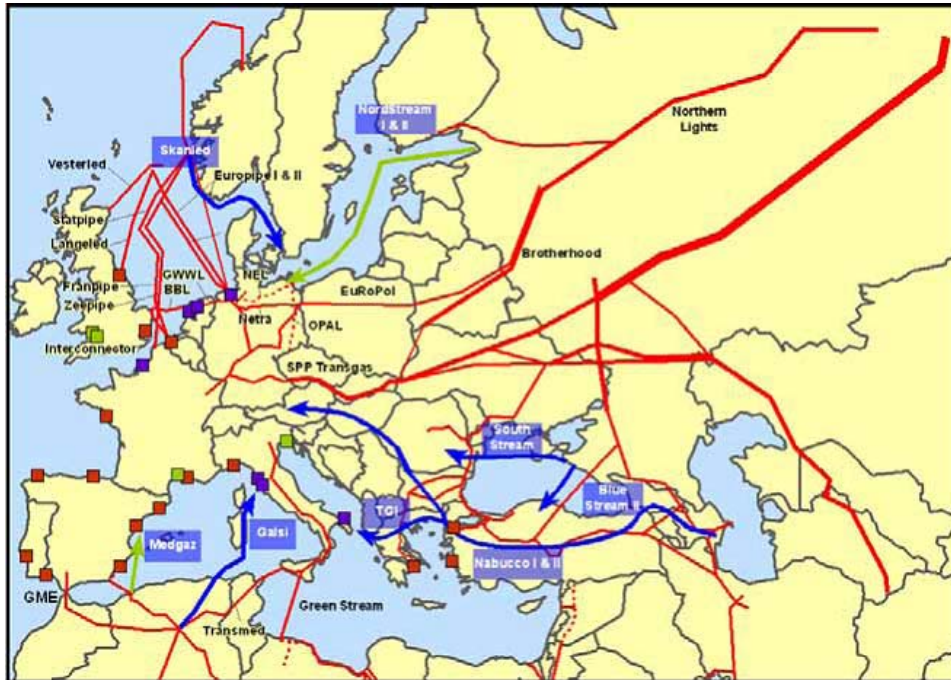 NordStream
I & II
Northern
Lights
Skanled
Vesterled
Europipe I & II
Statpipe
Langeled
Brotherhood
GWWL
NEL
Franpipe
BBL
EuRoPol
Zeepipe
Netra
OPAL
Interconnector
SPP Transgas
South
Stream
Blue
Stream II
TGI
Medgaz
Galsi
Nabucco I & II
GME
Green Stream
Transmed